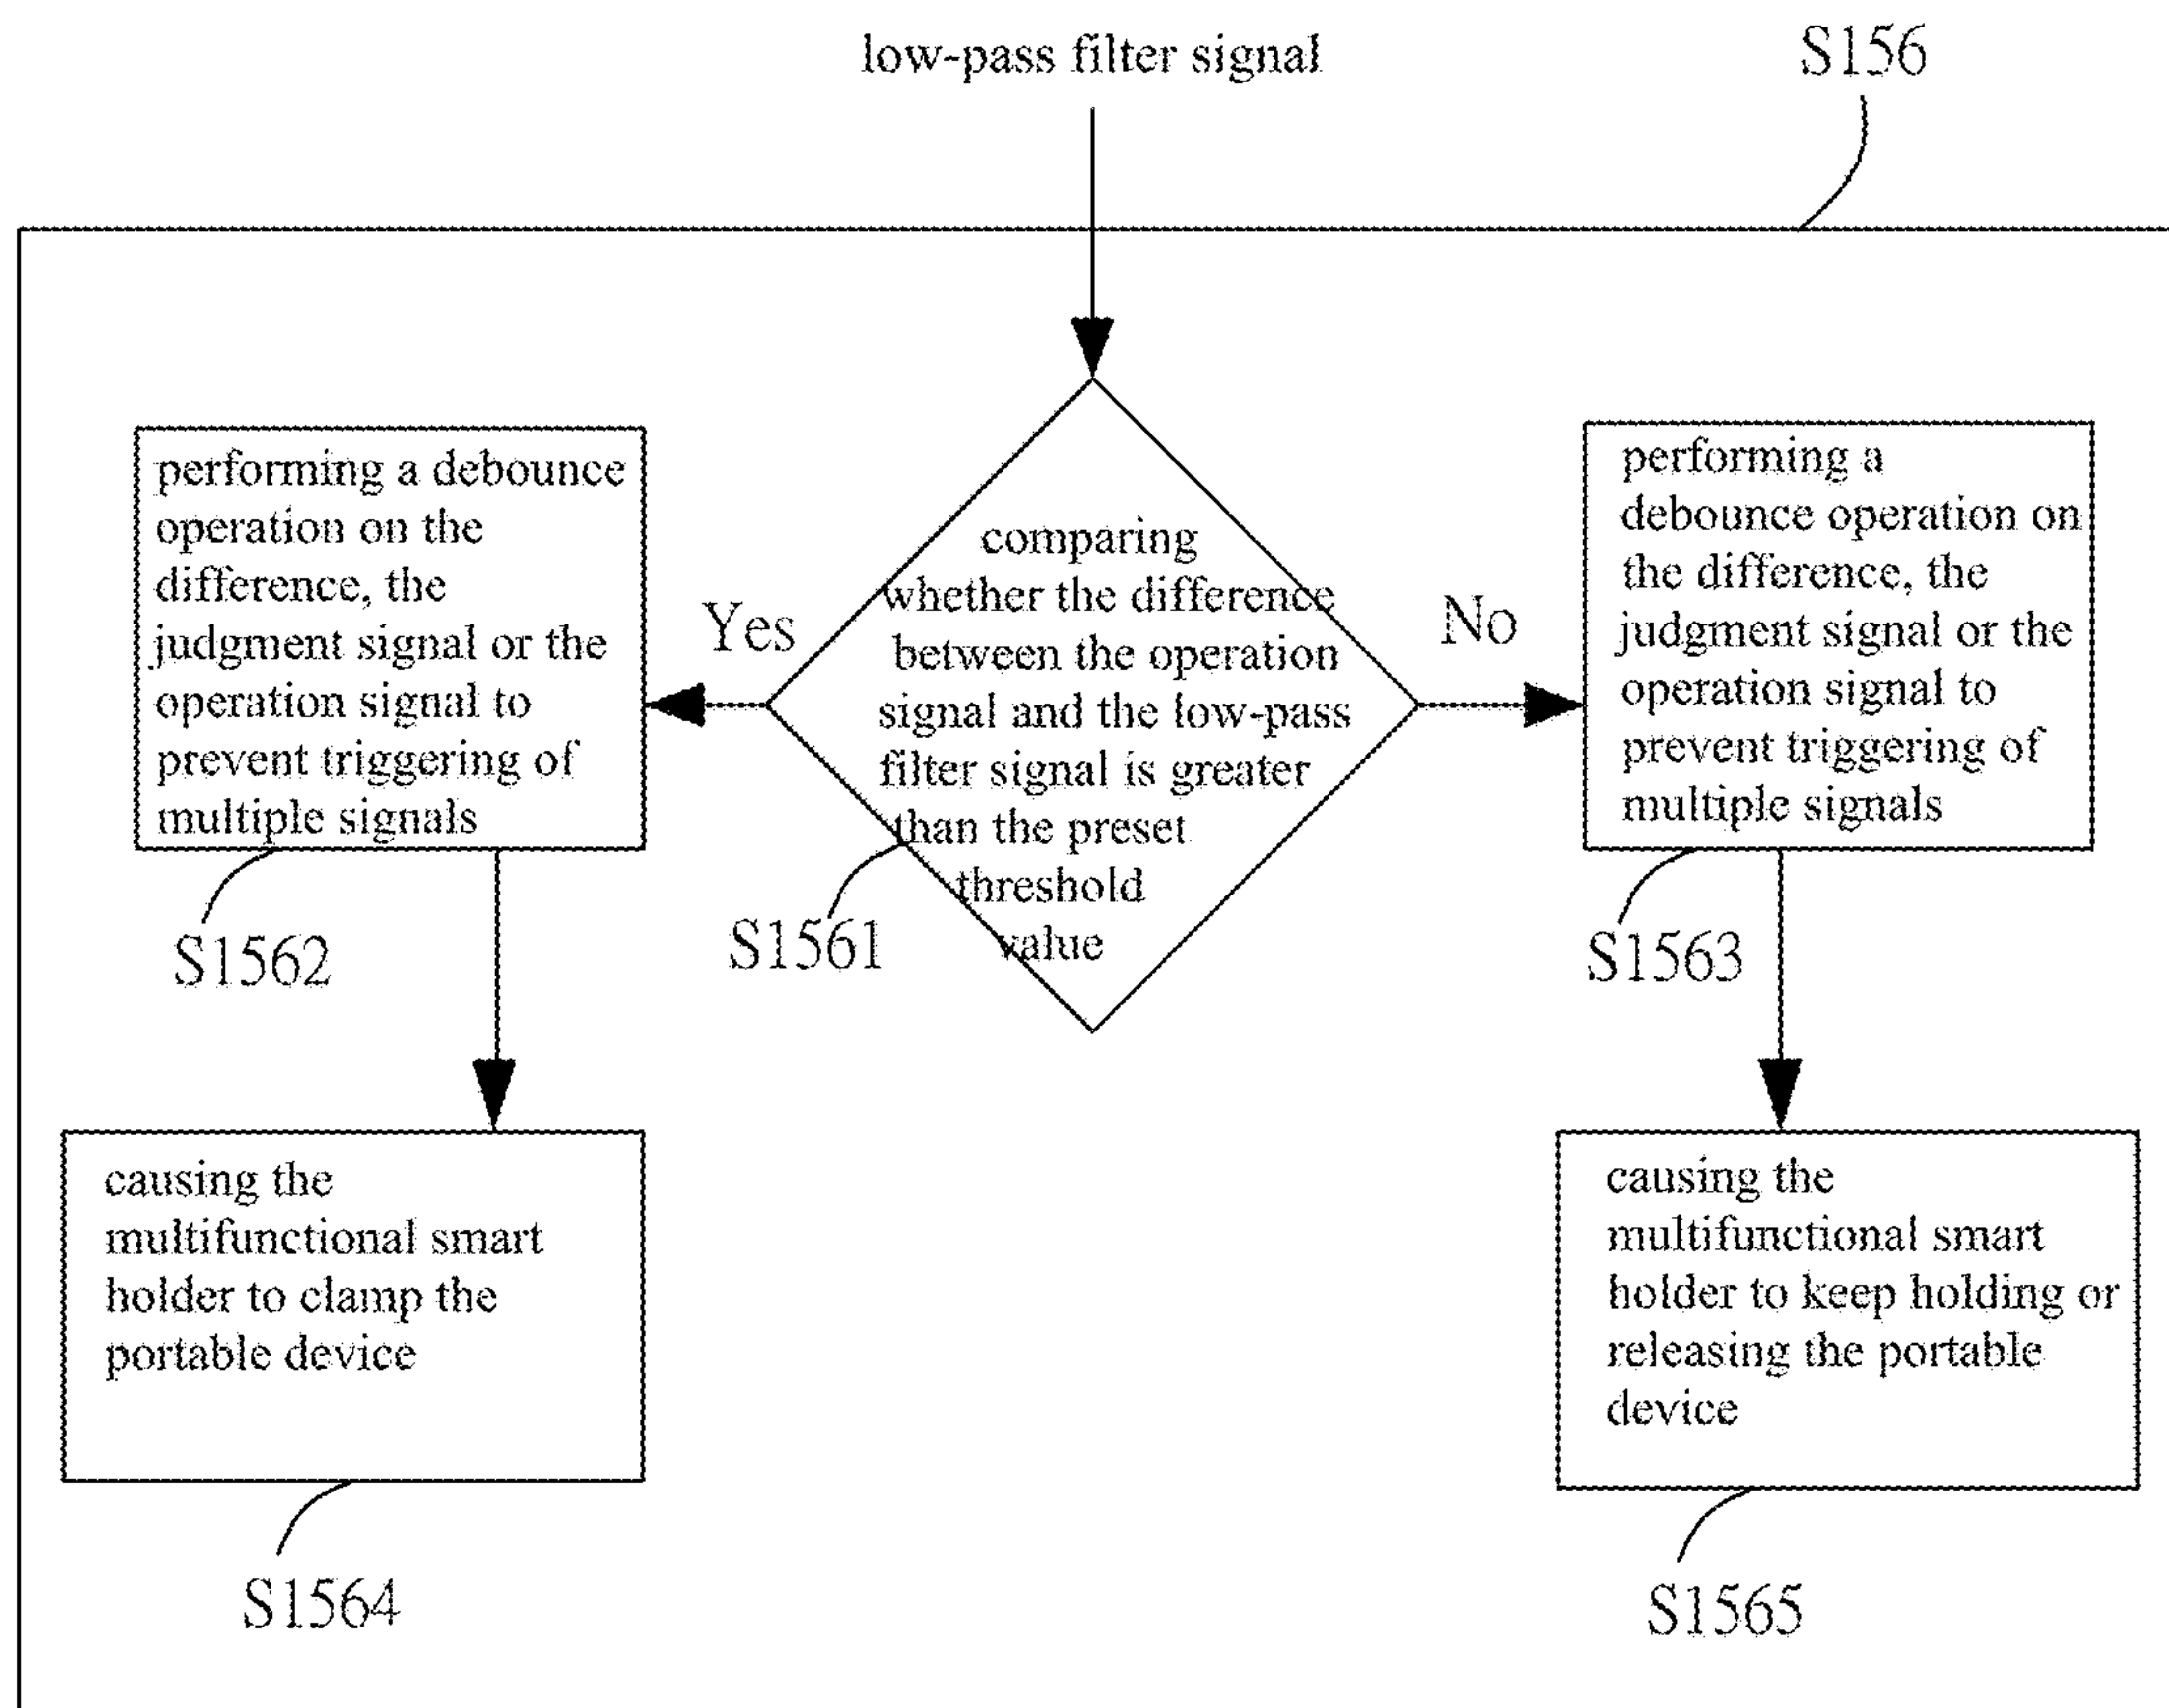 low-pass filter signal
S156
performing a debounce
operation on the
difference, the
judgment signal or the
operation signal to
prevent triggering of
multiple signals
S1562
Yes
comparing
whether the difference
between the operation
signal and the low-pass
filter signal is greater
than the preset
threshold
value
S1561
No
performing a
debounce operation on
the difference, the
judgment signal or the
operation signal to
prevent triggering of
multiple signals
S1563
causing the
multifunctional smart
holder to clamp the
portable device
S1564
causing the
multifunctional smart
holder to keep holding or
releasing the portable
device
S1565